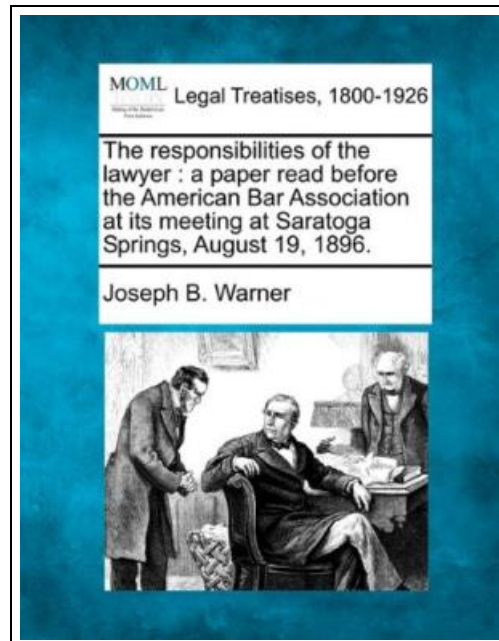 MOML
Legal Treatises, 1800-1926
The responsibilities of the
lawyer : a paper read before
the American Bar Association
at its meeting at Saratoga
Springs, August 19, 1896.
Joseph B. Warner